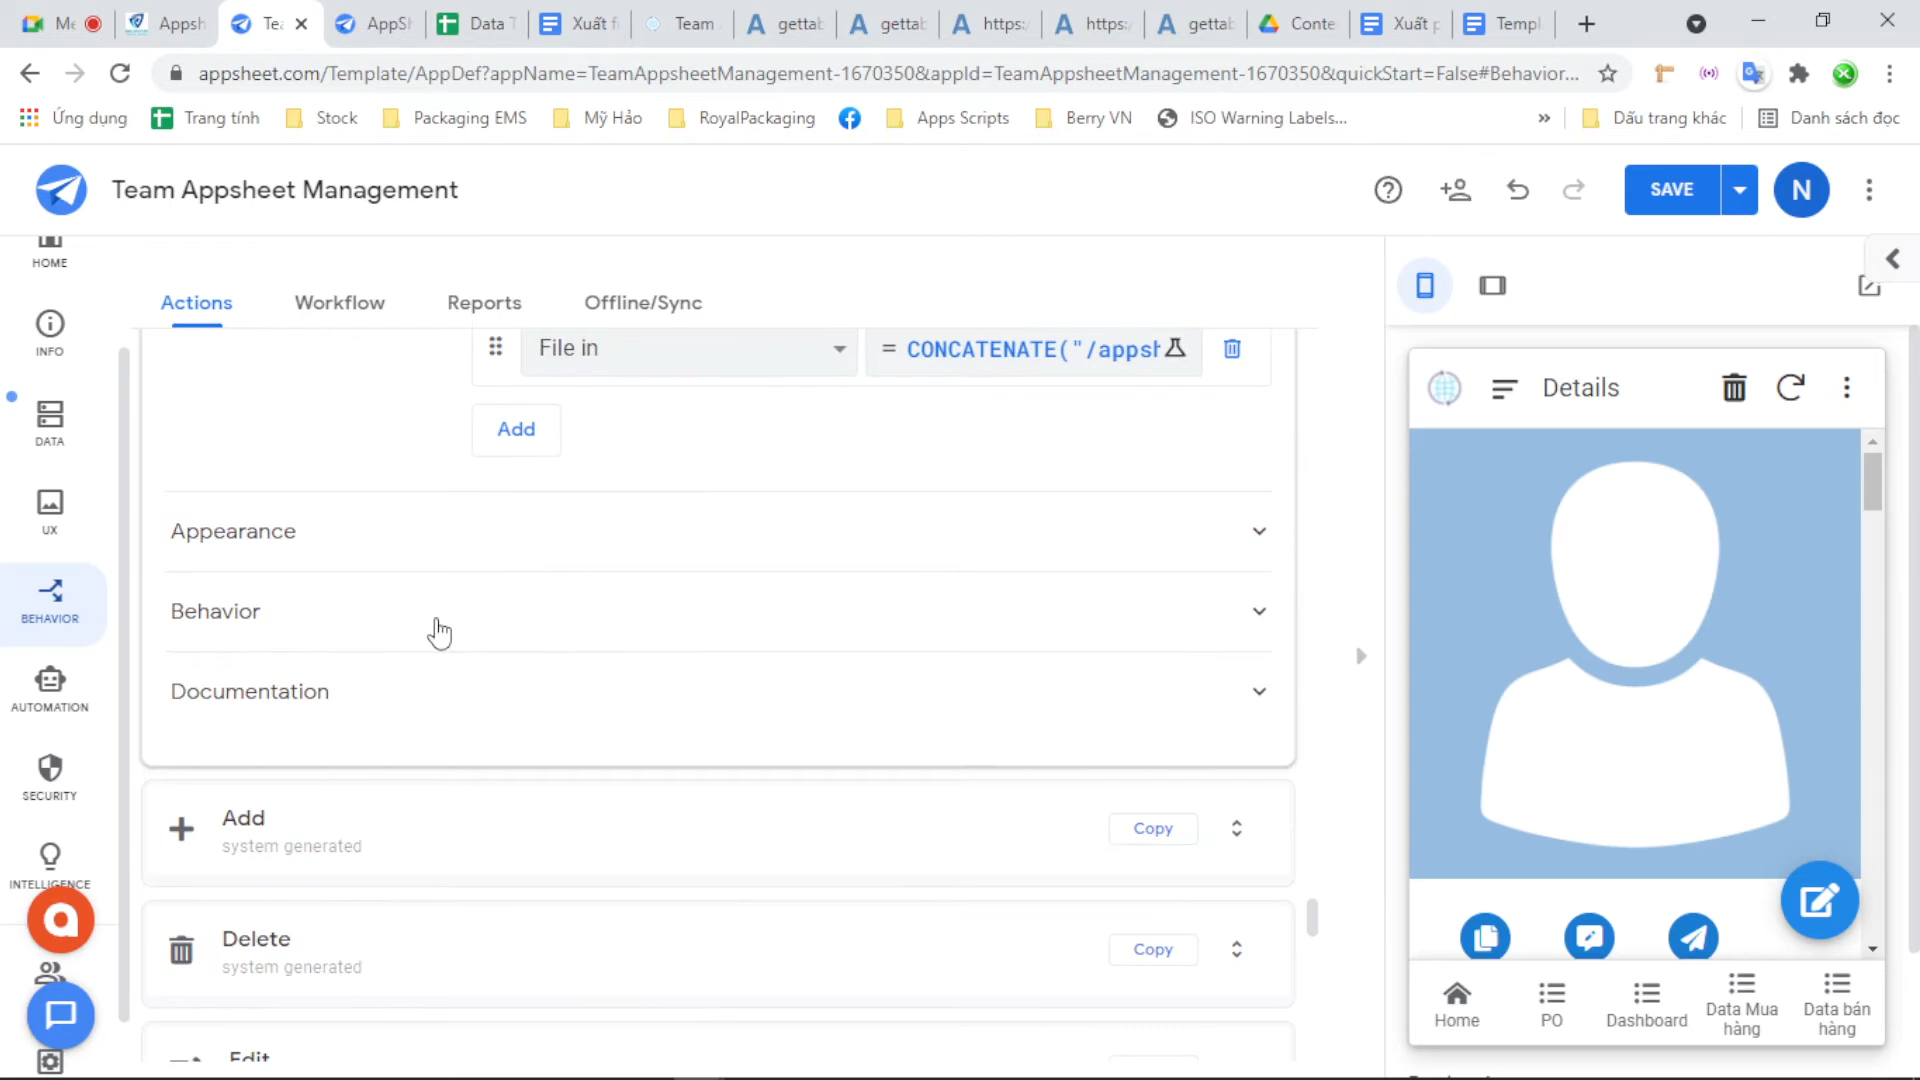 Me
Appsh
Tea
AppSh
Data T
Xuất fi
Team
gettab
gettab
https:/
https:/
gettab
Conte
Xuất p
Templ
appsheet.com/Template/AppDef?appName=TeamAppsheetManagement-1670350&appId=TeamAppsheetManagement-1670350&quickStart=False#Behavior...
Ứng dụng
Trang tính
Stock
Packaging EMS
Mỹ Hảo
RoyalPackaging
Apps Scripts
Berry VN
ISO Warning Labels...
»
Dấu trang khác
Danh sách đọc
Team Appsheet Management
SAVE
N
HOME
INFO
DATA
UX
BEHAVIOR
AUTOMATION
SECURITY
INTELLIGENCE
Actions
Workflow
Reports
Offline/Sync
File in
= CONCATENATE("/appsh
Add
Appearance
Behavior
Documentation
Add
system generated
Copy
Delete
system generated
Copy
Edit
Details
Home
PO
Dashboard
Data Mua
hàng
Data bán
hàng